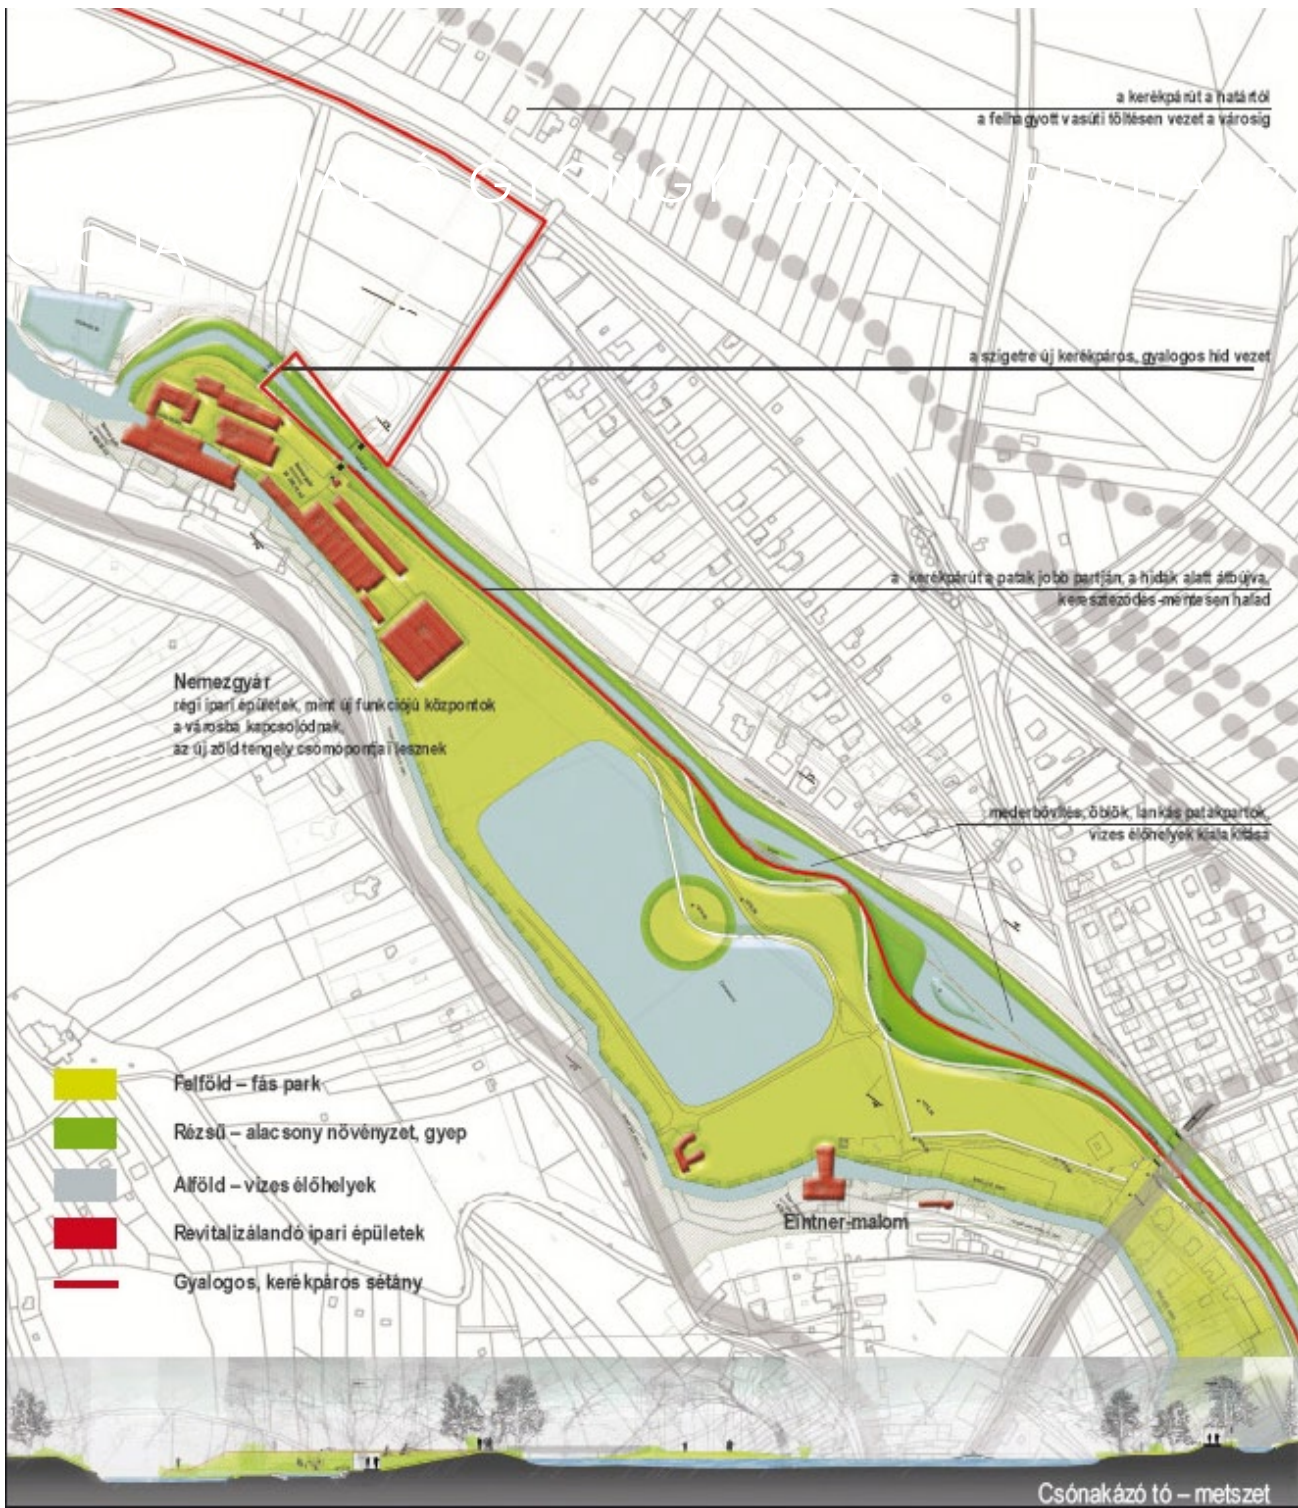 a kerékpárút a határtól
a felhagyott vasúti töltésen vezet a városig
GYÖNGYÖSSZIGET
a szigetre új kerékpáros, gyalogos híd vezet
a kerékpárút a patak jobb partján, a hidak alatt átbújva,
kereszteződés-mentesen halad
Nemezgyár
régi ipari épületek, mint új funkciójú központok
a városba kapcsolódnak,
az új zöld tengely csomópontjai lesznek
mederbővítés, öblök, lankás patakpartok,
vizes élőhelyek kialakítása
Felföld – fás park
Rézsű – alacsony növényzet, gyep
Alföld – vizes élőhelyek
Revitalizálandó ipari épületek
Gyalogos, kerékpáros sétány
Eintner-malom
Csónakázó tó – metszet